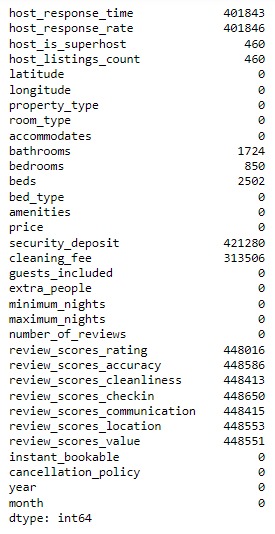 host_response_time 401843
host_response_rate 401846
host_is_superhost 460
host_listings_count 460
latitude 0
longitude 0
property_type 0
room_type 0
accommodates 0
bathrooms 1724
bedrooms 850
beds 2502
bed_type 0
amenities 0
price 0
security_deposit 421280
cleaning_fee 313506
guests_included 0
extra_people 0
minimum_nights 0
maximum_nights 0
number_of_reviews 0
review_scores_rating 448016
review_scores_accuracy 448586
review_scores_cleanliness 448413
review_scores_checkin 448650
review_scores_communication 448415
review_scores_location 448553
review_scores_value 448551
instant_bookable 0
cancellation_policy 0
year 0
month 0
dtype: int64